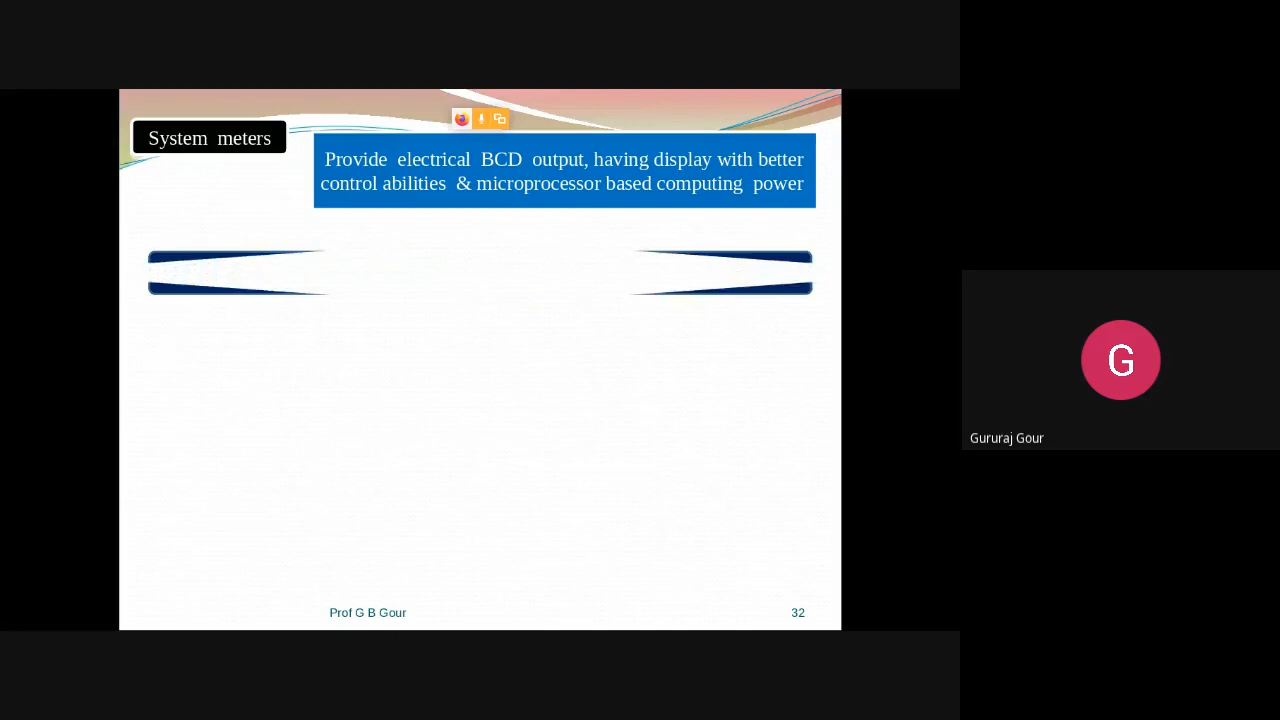 System meters
Provide electrical BCD output, having display with better
control abilities & microprocessor based computing power
Prof G B Gour
32
G
Gururaj Gour